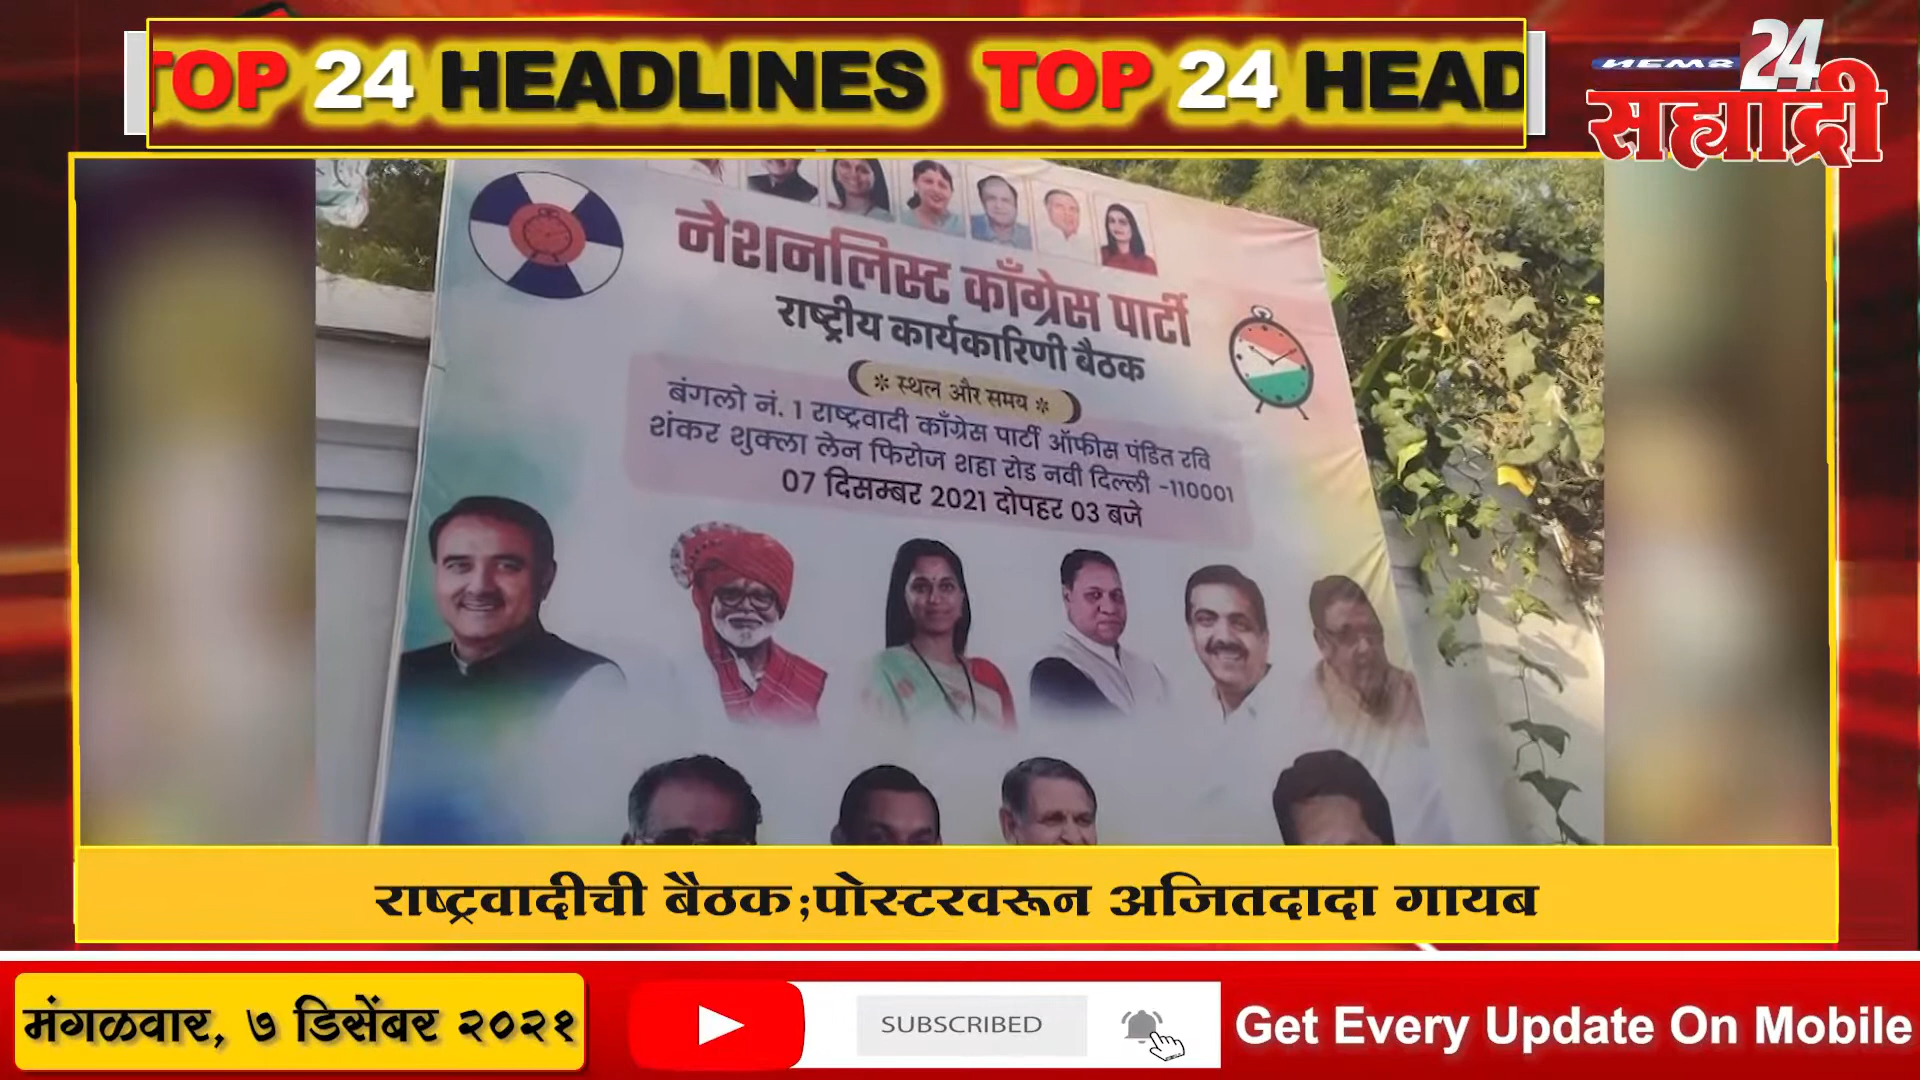 TOP 24 HEADLINES TOP 24 HEAD
NEWS 24
सह्याद्री
नेशनलिस्ट काँग्रेस पार्टी
राष्ट्रीय कार्यकारिणी बैठक
* स्थल और समय *
बंगलो नं. 1 राष्ट्रवादी काँग्रेस पार्टी ऑफीस पंडित रवि
शंकर शुक्ला लेन फिरोज शहा रोड नवी दिल्ली -110001
07 दिसम्बर 2021 दोपहर 03 बजे
राष्ट्रवादीची बैठक;पोस्टरवरून अजितदादा गायब
मंगळवार, ७ डिसेंबर २०२१
SUBSCRIBED
Get Every Update On Mobile